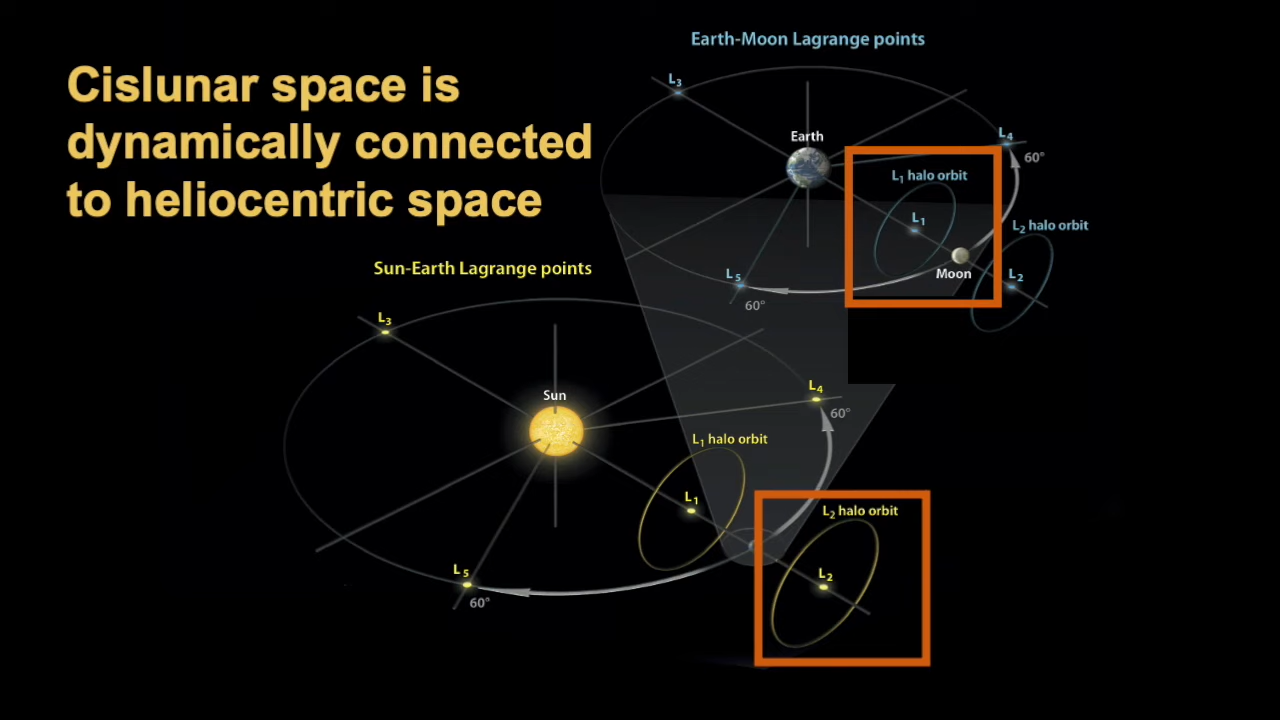 Cislunar space is
dynamically connected
to heliocentric space
Earth-Moon Lagrange points
L3
Earth
L4
60°
L1 halo orbit
L1
L2 halo orbit
Moon
L2
L5
60°
Sun-Earth Lagrange points
L3
Sun
L4
60°
L1 halo orbit
L1
L2 halo orbit
L2
L5
60°